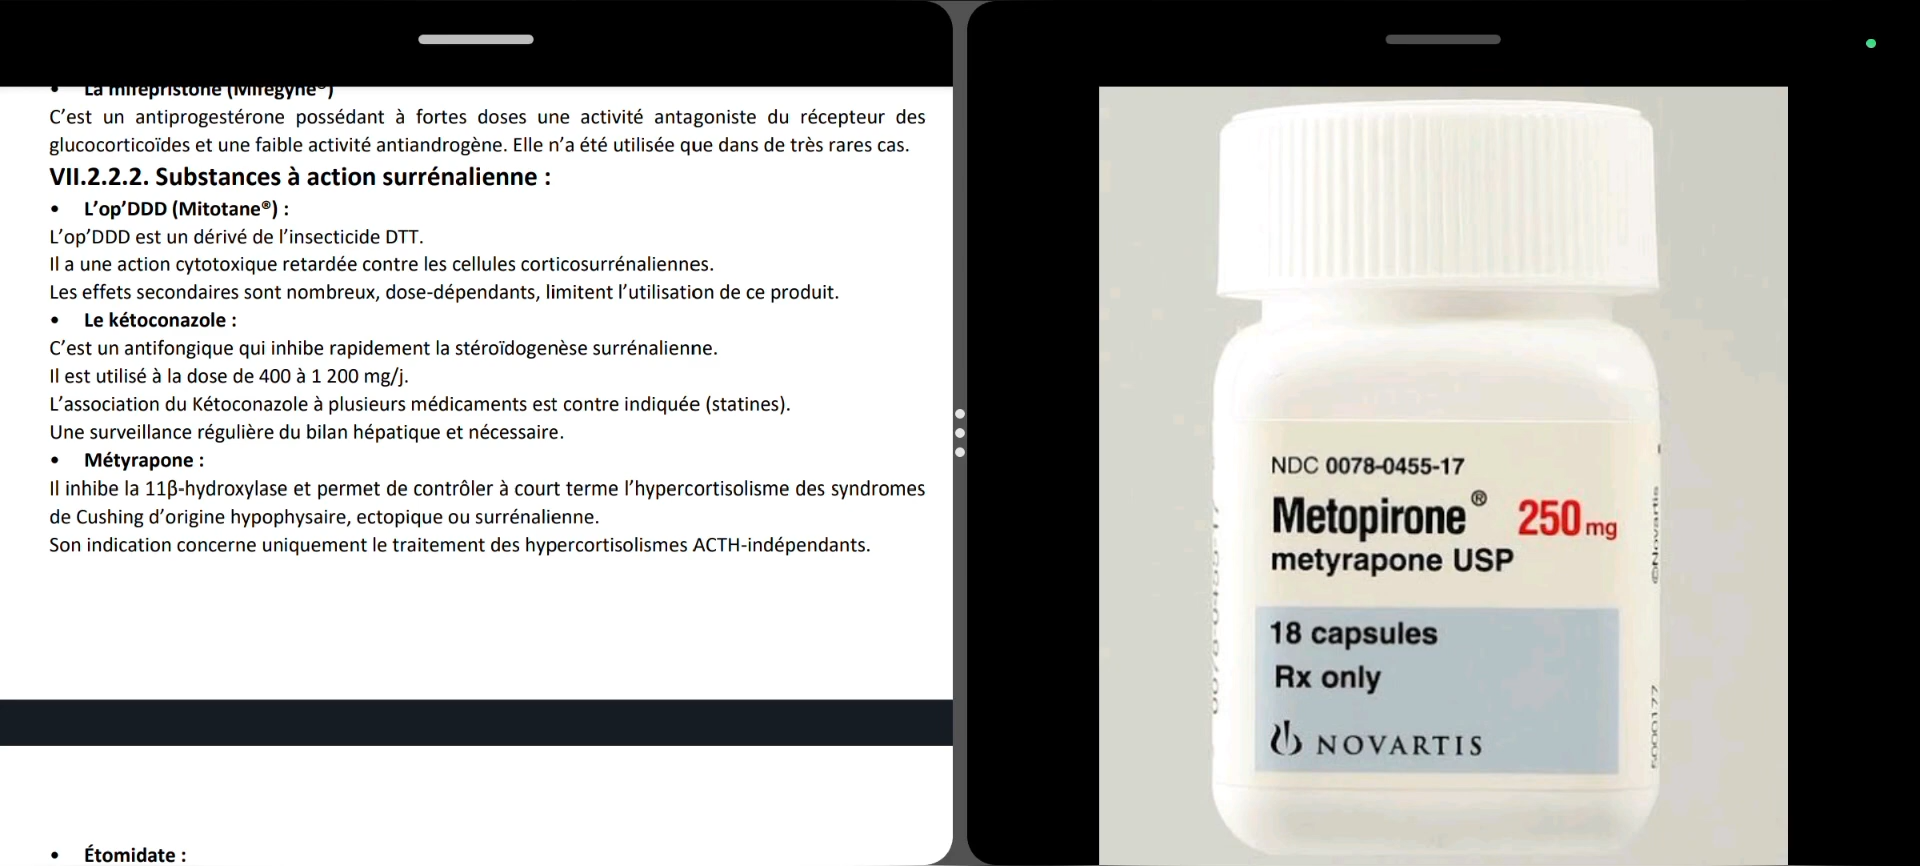 • La mifépristone (Mifégyne®)
C’est un antiprogestérone possédant à fortes doses une activité antagoniste du récepteur des
glucocorticoïdes et une faible activité antiandrogène. Elle n’a été utilisée que dans de très rares cas.
VII.2.2.2. Substances à action surrénalienne :
• L’op’DDD (Mitotane®) :
L’op’DDD est un dérivé de l’insecticide DTT.
Il a une action cytotoxique retardée contre les cellules corticosurrénaliennes.
Les effets secondaires sont nombreux, dose-dépendants, limitent l’utilisation de ce produit.
• Le kétoconazole :
C’est un antifongique qui inhibe rapidement la stéroïdogenèse surrénalienne.
Il est utilisé à la dose de 400 à 1 200 mg/j.
L’association du Kétoconazole à plusieurs médicaments est contre indiquée (statines).
Une surveillance régulière du bilan hépatique et nécessaire.
• Métyrapone :
Il inhibe la 11β-hydroxylase et permet de contrôler à court terme l’hypercortisolisme des syndromes
de Cushing d’origine hypophysaire, ectopique ou surrénalienne.
Son indication concerne uniquement le traitement des hypercortisolismes ACTH-indépendants.
• Étomidate :
NDC 0078-0455-17
Metopirone® 250 mg
metyrapone USP
18 capsules
Rx only
NOVARTIS
©Novartis
5000177